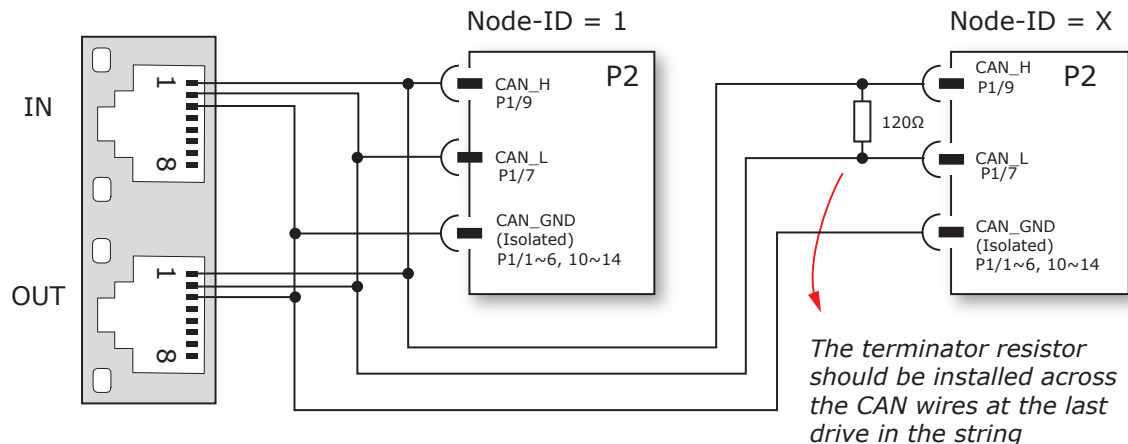 Node-ID = 1
Node-ID = X
IN
1
8
OUT
1
8
P2
CAN_H
P1/9
CAN_L
P1/7
CAN_GND
(Isolated)
P1/1~6, 10~14
120Ω
P2
CAN_H
P1/9
CAN_L
P1/7
CAN_GND
(Isolated)
P1/1~6, 10~14
The terminator resistor
should be installed across
the CAN wires at the last
drive in the string